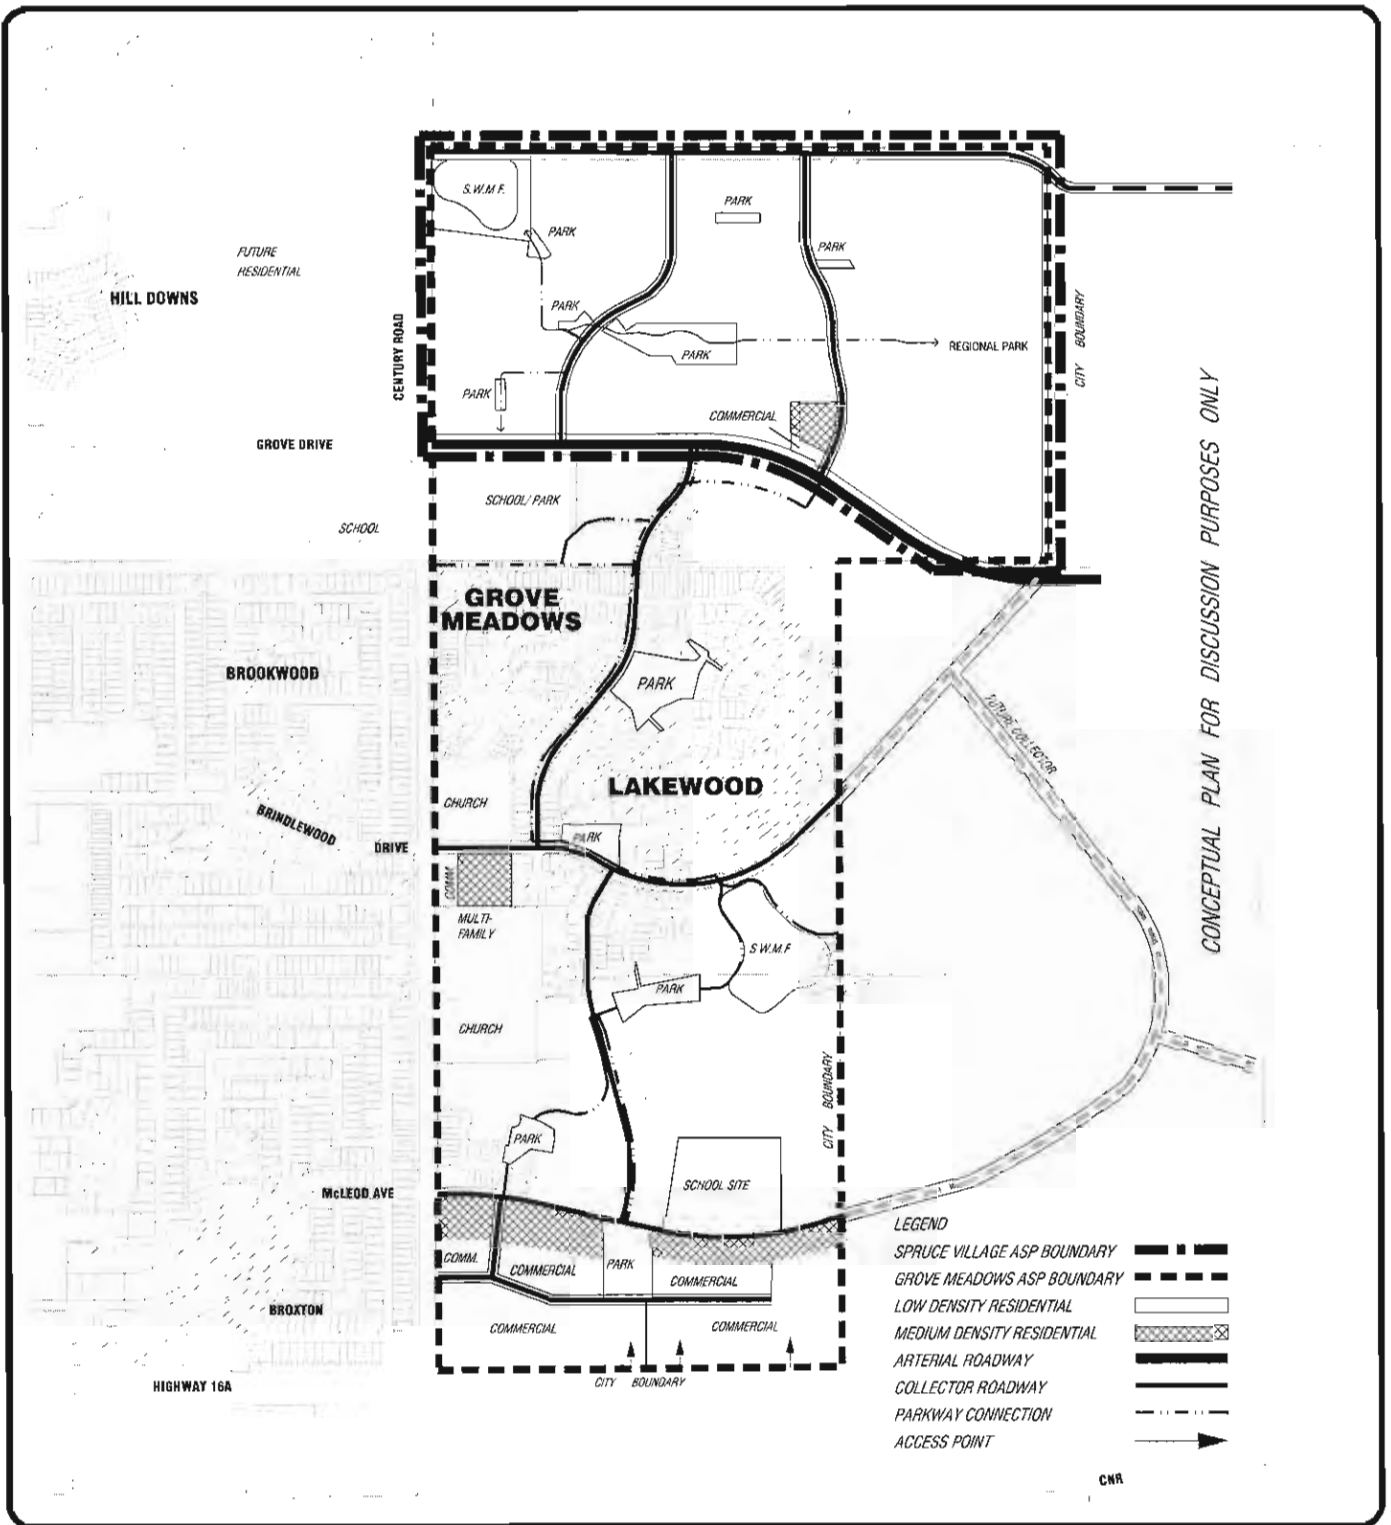 S.W.M.F.
PARK
PARK
PARK
FUTURE
RESIDENTIAL
HILL DOWNS
CENTURY ROAD
CITY BOUNDARY
PARK
PARK
REGIONAL PARK
PARK
COMMERCIAL
GROVE DRIVE
SCHOOL/PARK
SCHOOL
CONCEPTUAL PLAN FOR DISCUSSION PURPOSES ONLY
GROVE
MEADOWS
BROOKWOOD
PARK
FUTURE COLLECTOR
LAKEWOOD
CHURCH
BRINDLEWOOD
DRIVE
PARK
COMM.
MULTI-
FAMILY
S.W.M.F.
PARK
CHURCH
CITY BOUNDARY
PARK
McLEOD AVE
SCHOOL SITE
COMM.
COMMERCIAL
PARK
COMMERCIAL
BROXTON
COMMERCIAL
COMMERCIAL
HIGHWAY 16A
CITY BOUNDARY
LEGEND
SPRUCE VILLAGE ASP BOUNDARY
GROVE MEADOWS ASP BOUNDARY
LOW DENSITY RESIDENTIAL
MEDIUM DENSITY RESIDENTIAL
ARTERIAL ROADWAY
COLLECTOR ROADWAY
PARKWAY CONNECTION
ACCESS POINT
CNR